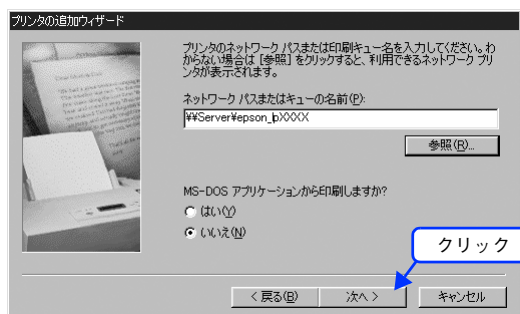 プリンタの追加ウィザード
プリンタのネットワーク パスまたは印刷キュー名を入力してください。わ
からない場合は [参照] をクリックすると、利用できるネットワーク プリ
ンタが表示されます。
ネットワーク パスまたはキューの名前(P):
¥¥Server¥epson_lpXXXX
参照(R)...
MS-DOS アプリケーションから印刷しますか?
はい(Y)
いいえ(N)
クリック
< 戻る(B)
次へ >
キャンセル